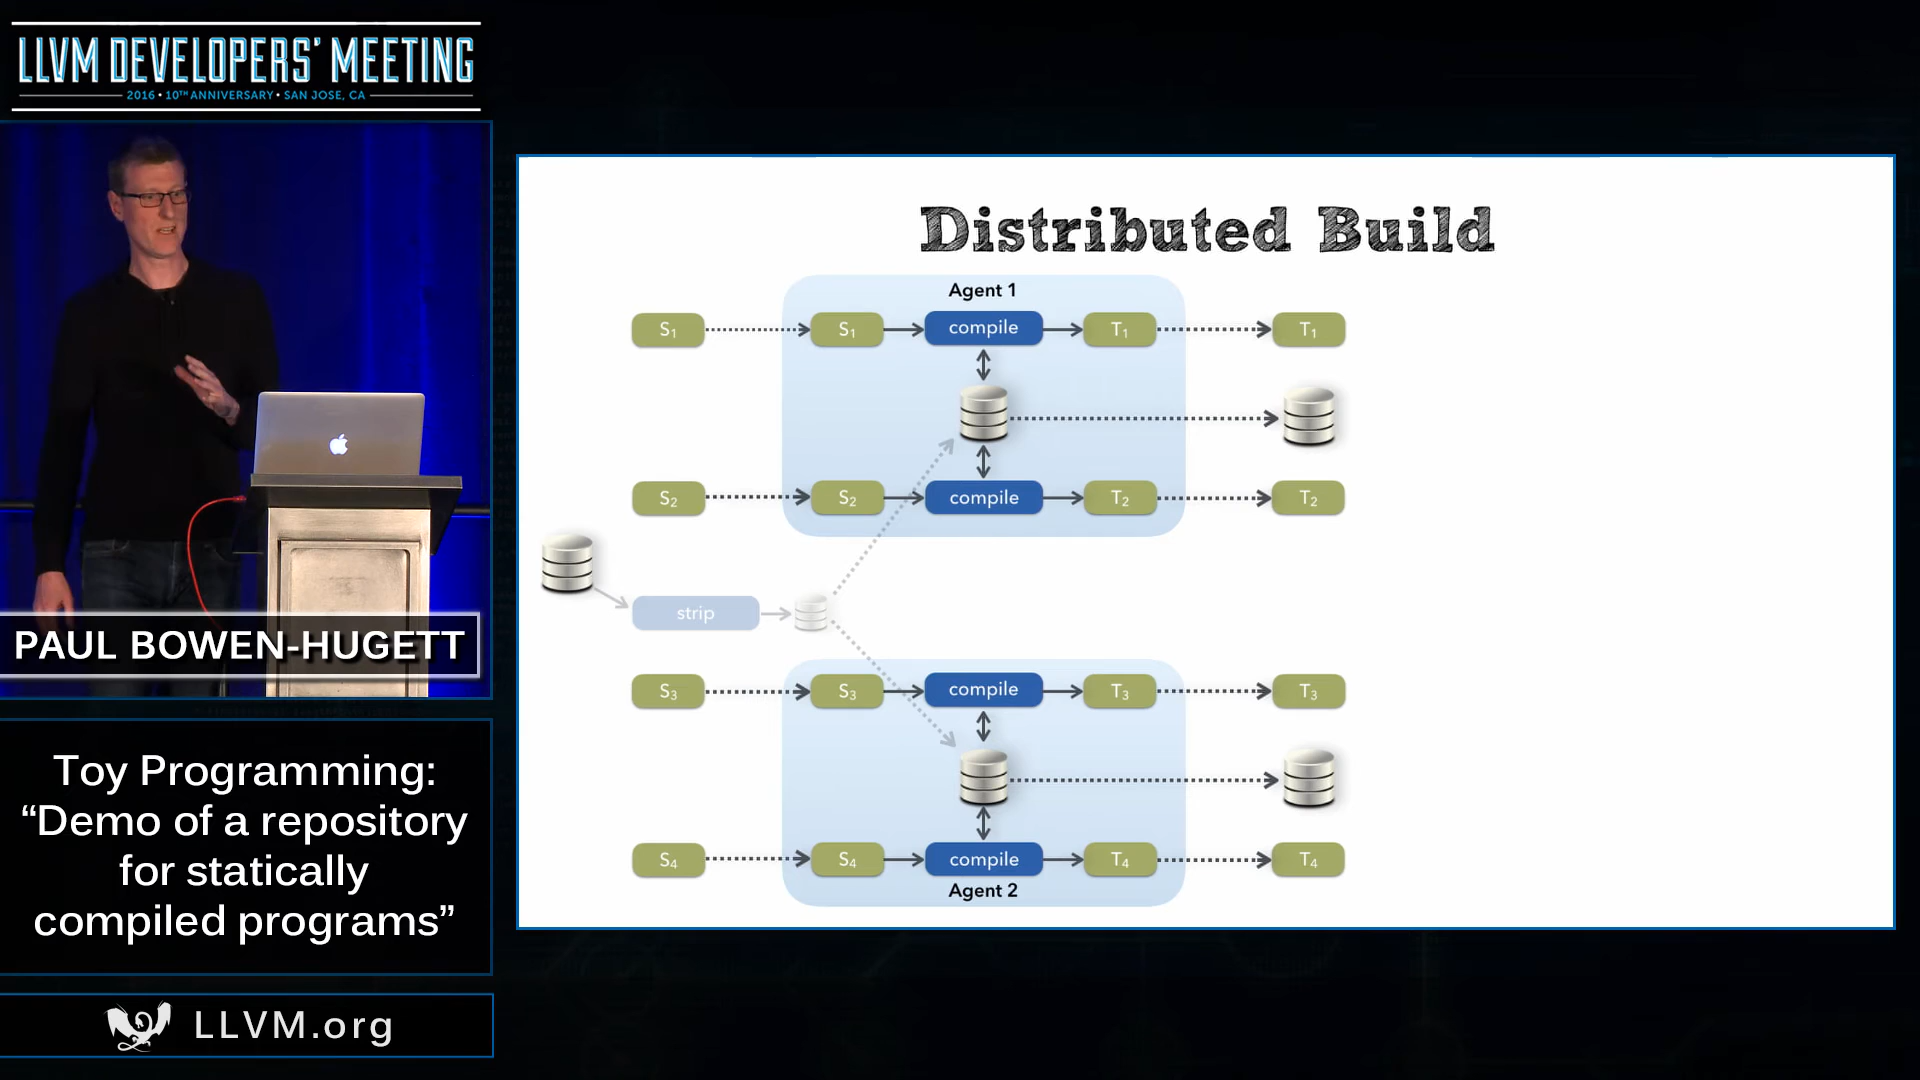 LLVM DEVELOPERS' MEETING
2016 • 10TH ANNIVERSARY • SAN JOSE, CA
PAUL BOWEN-HUGETT
Toy Programming:
“Demo of a repository
for statically
compiled programs”
LLVM.org
Distributed Build
Agent 1
S1 S1 compile T1 T1
S2 S2 compile T2 T2
strip
S3 S3 compile T3 T3
S4 S4 compile T4 T4
Agent 2